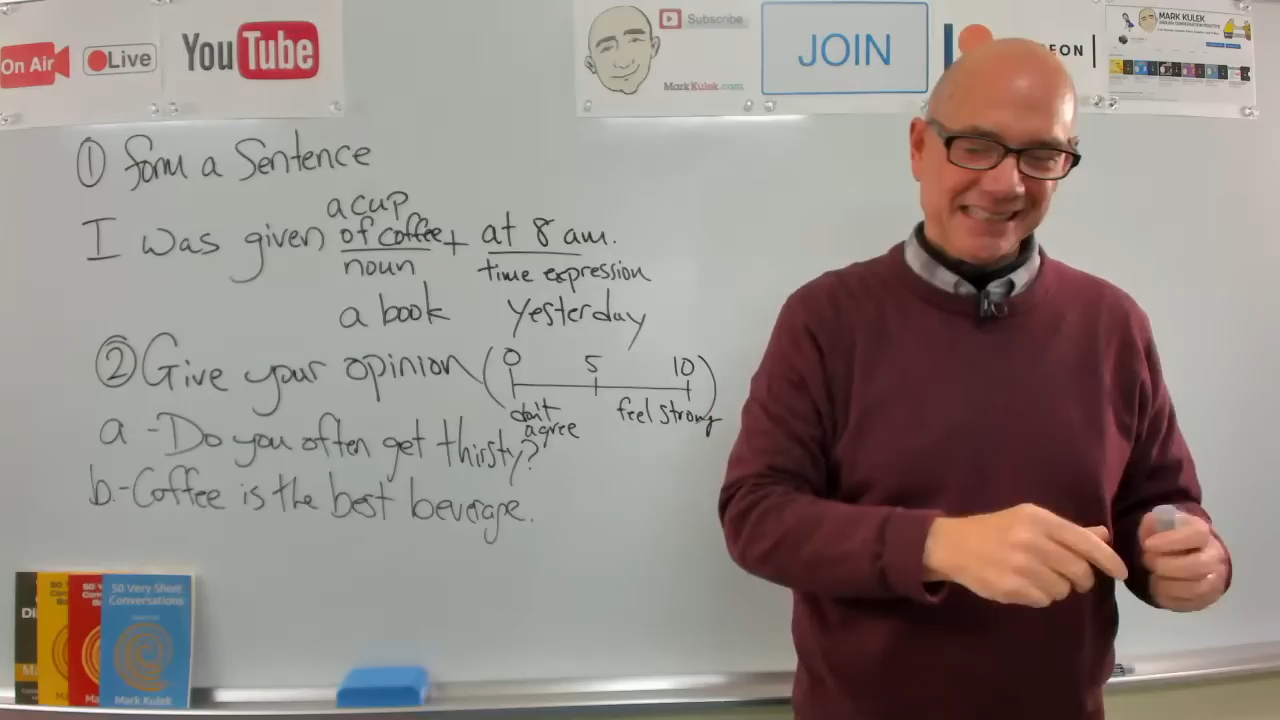 On Air
Live
YouTube
Subscribe
MarkKulek.com
JOIN
EON
MARK KULEK
① Form a Sentence
a cup
I was given of coffee + at 8 am.
noun time expression
a book Yesterday
② Give your opinion (0 5 10)
don't agree feel strong
a - Do you often get thirsty?
b. - Coffee is the best beverage.
50 Very Short
Conversations
Mark Kulek